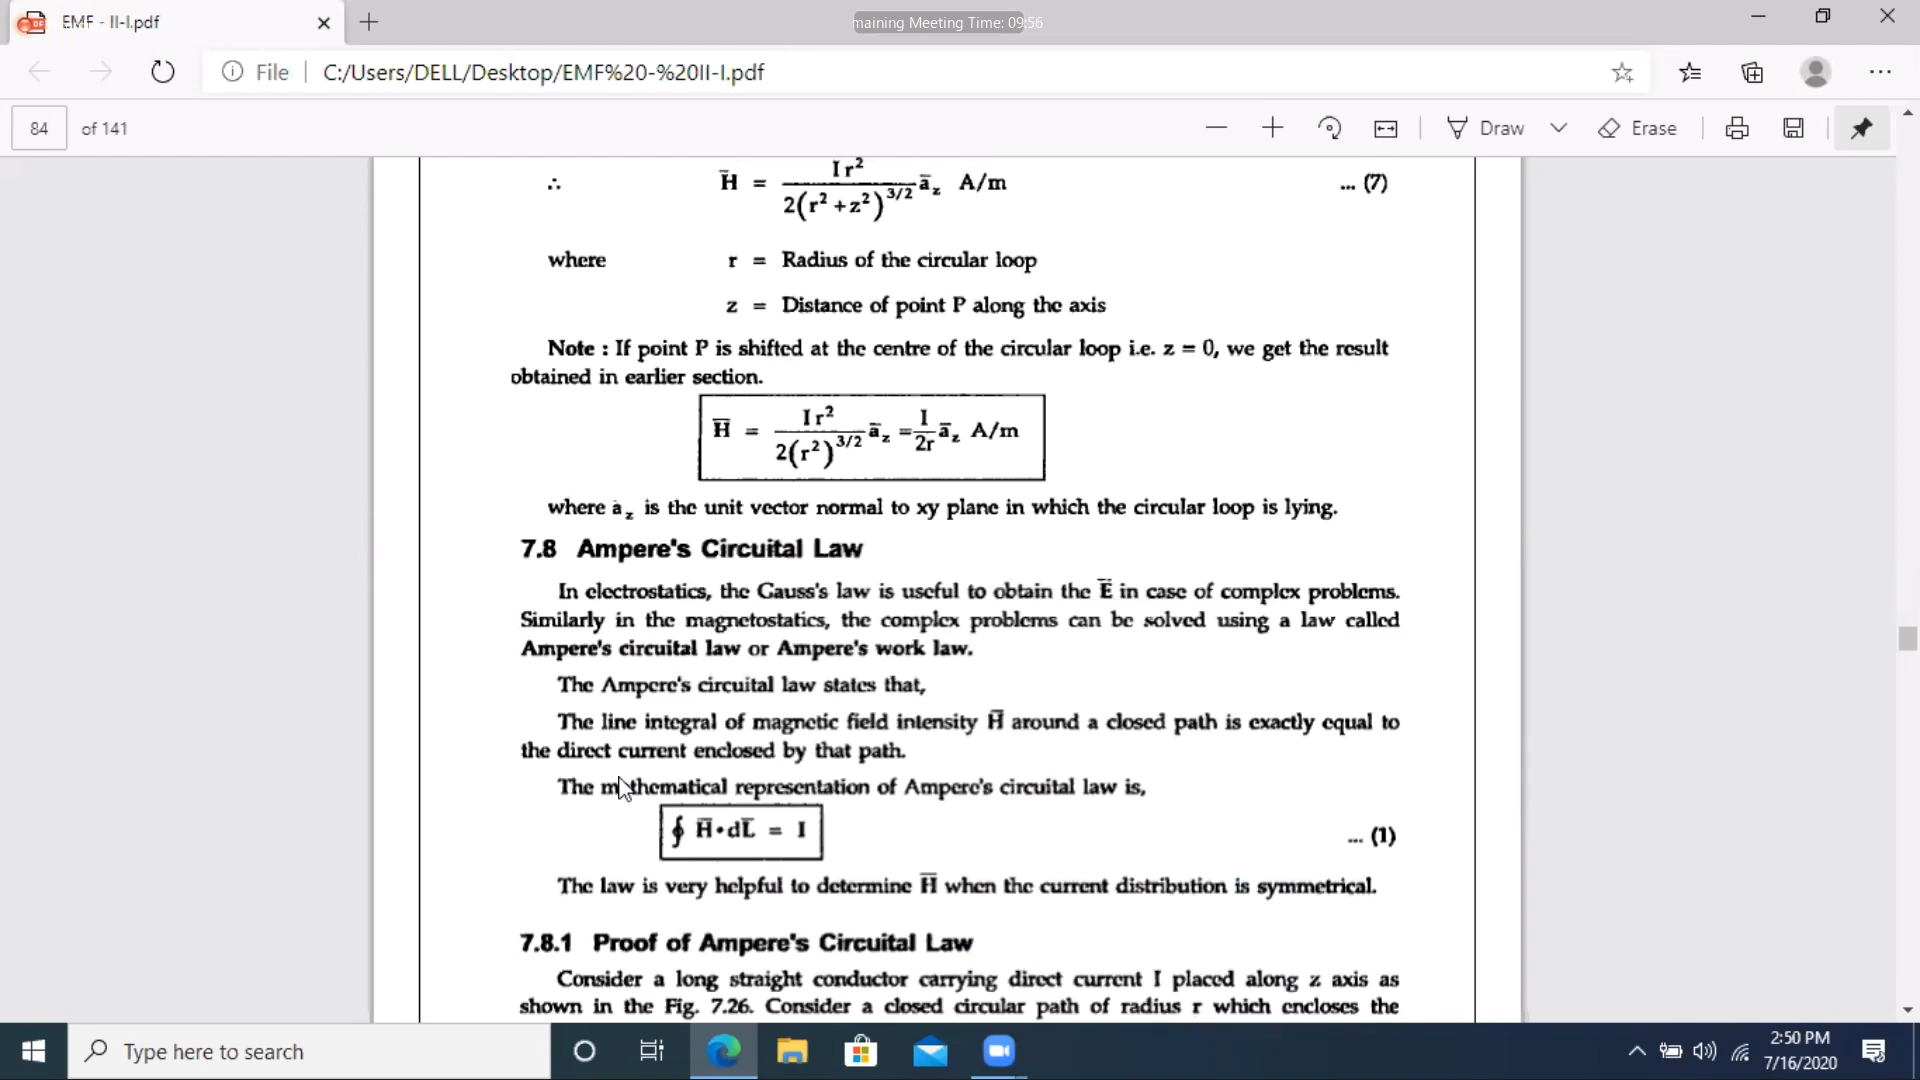 EMF - II-I.pdf
maining Meeting Time: 09:56
File
C:/Users/DELL/Desktop/EMF%20-%20II-I.pdf
84 of 141
Draw
Erase
∴ H̄ = I r² / 2(r² + z²)^3/2 ā_z A/m ... (7)
where r = Radius of the circular loop
z = Distance of point P along the axis
Note : If point P is shifted at the centre of the circular loop i.e. z = 0, we get the result
obtained in earlier section.
H̄ = I r² / 2(r²)^3/2 ā_z = I / 2r ā_z A/m
where ā_z is the unit vector normal to xy plane in which the circular loop is lying.
7.8 Ampere's Circuital Law
In electrostatics, the Gauss's law is useful to obtain the Ē in case of complex problems.
Similarly in the magnetostatics, the complex problems can be solved using a law called
Ampere's circuital law or Ampere's work law.
The Ampere's circuital law states that,
The line integral of magnetic field intensity H̄ around a closed path is exactly equal to
the direct current enclosed by that path.
The mathematical representation of Ampere's circuital law is,
∮ H̄ • dL̄ = I ... (1)
The law is very helpful to determine H̄ when the current distribution is symmetrical.
7.8.1 Proof of Ampere's Circuital Law
Consider a long straight conductor carrying direct current I placed along z axis as
shown in the Fig. 7.26. Consider a closed circular path of radius r which encloses the
Type here to search
2:50 PM
7/16/2020